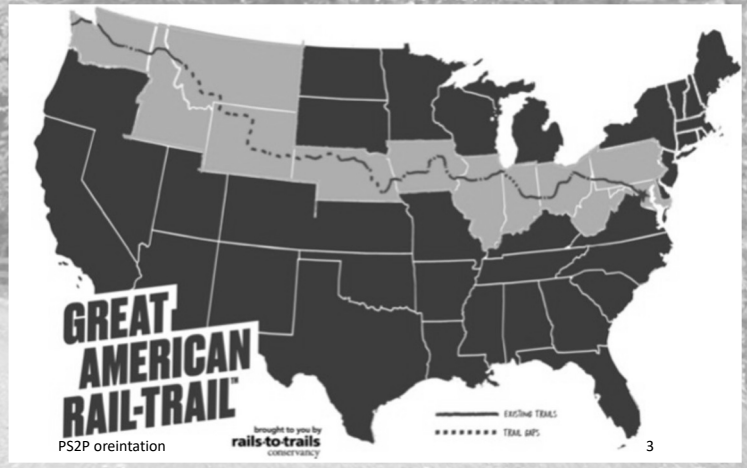 GREAT
AMERICAN
RAIL-TRAIL™
brought to you by
rails-to-trails
conservancy
EXISTING TRAILS
TRAIL GAPS
PS2P oreintation
3